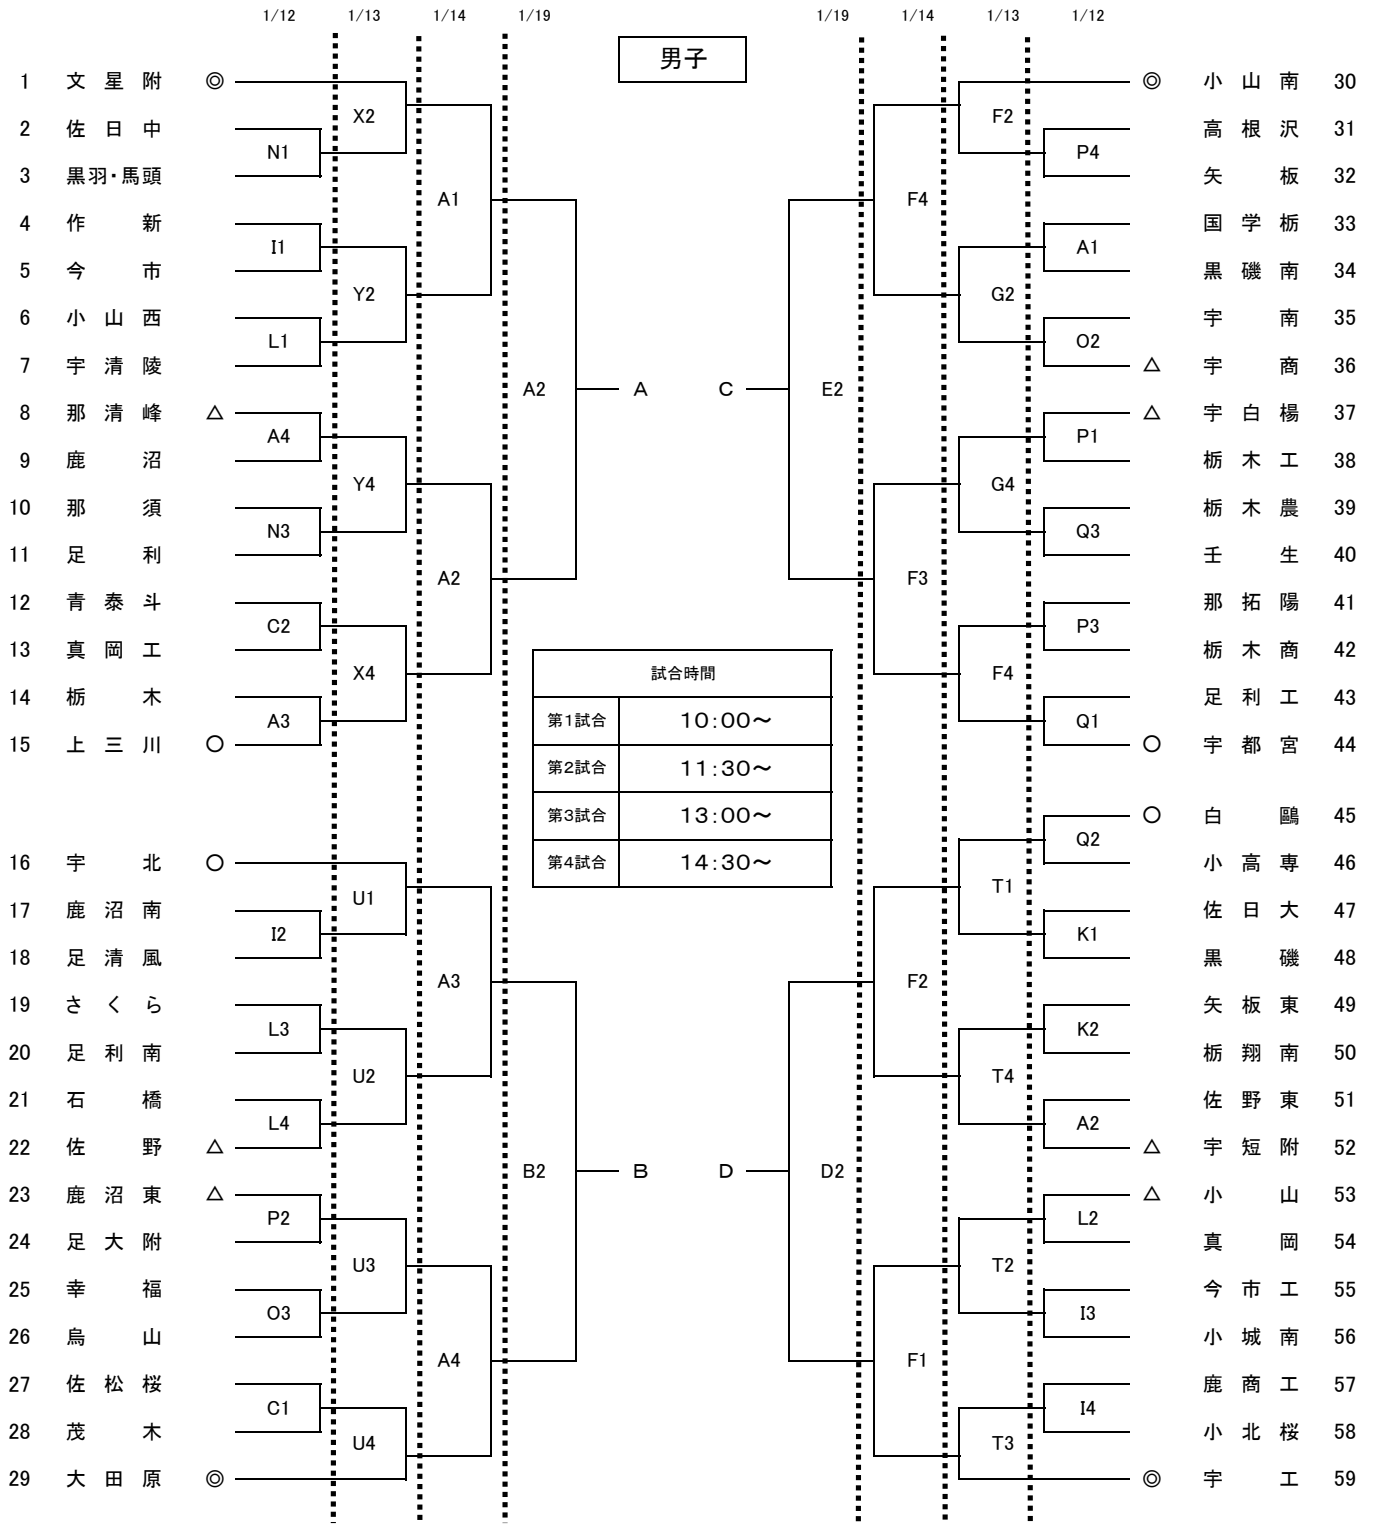 1/12 1/13 1/14 1/19 1/19 1/14 1/13 1/12
男子
1 文星附 ◎ ◎ 小山南 30
X2 F2
2 佐日中 高根沢 31
N1 P4
3 黒羽・馬頭 矢板 32
A1 F4
4 作新 国学栃 33
I1 A1
5 今市 黒磯南 34
Y2 G2
6 小山西 宇南 35
L1 O2
7 宇清陵 △ 宇商 36
A2 A C E2
8 那清峰 △ △ 宇白楊 37
A4 P1
9 鹿沼 栃木工 38
Y4 G4
10 那須 栃木農 39
N3 Q3
11 足利 壬生 40
A2 F3
12 青泰斗 那拓陽 41
C2 P3
13 真岡工 栃木商 42
X4 試合時間 F4
14 栃木 足利工 43
A3 第1試合 10:00～ Q1
15 上三川 ○ ○ 宇都宮 44
第2試合 11:30～
第3試合 13:00～ ○ 白鷗 45
Q2
16 宇北 ○ 第4試合 14:30～ 小高専 46
U1 T1
17 鹿沼南 佐日大 47
I2 K1
18 足清風 黒磯 48
A3 F2
19 さくら 矢板東 49
L3 K2
20 足利南 栃翔南 50
U2 T4
21 石橋 佐野東 51
L4 A2
22 佐野 △ △ 宇短附 52
B2 B D D2
23 鹿沼東 △ △ 小山 53
P2 L2
24 足大附 真岡 54
U3 T2
25 幸福 今市工 55
O3 I3
26 烏山 小城南 56
A4 F1
27 佐松桜 鹿商工 57
C1 I4
28 茂木 小北桜 58
U4 T3
29 大田原 ◎ ◎ 宇工 59